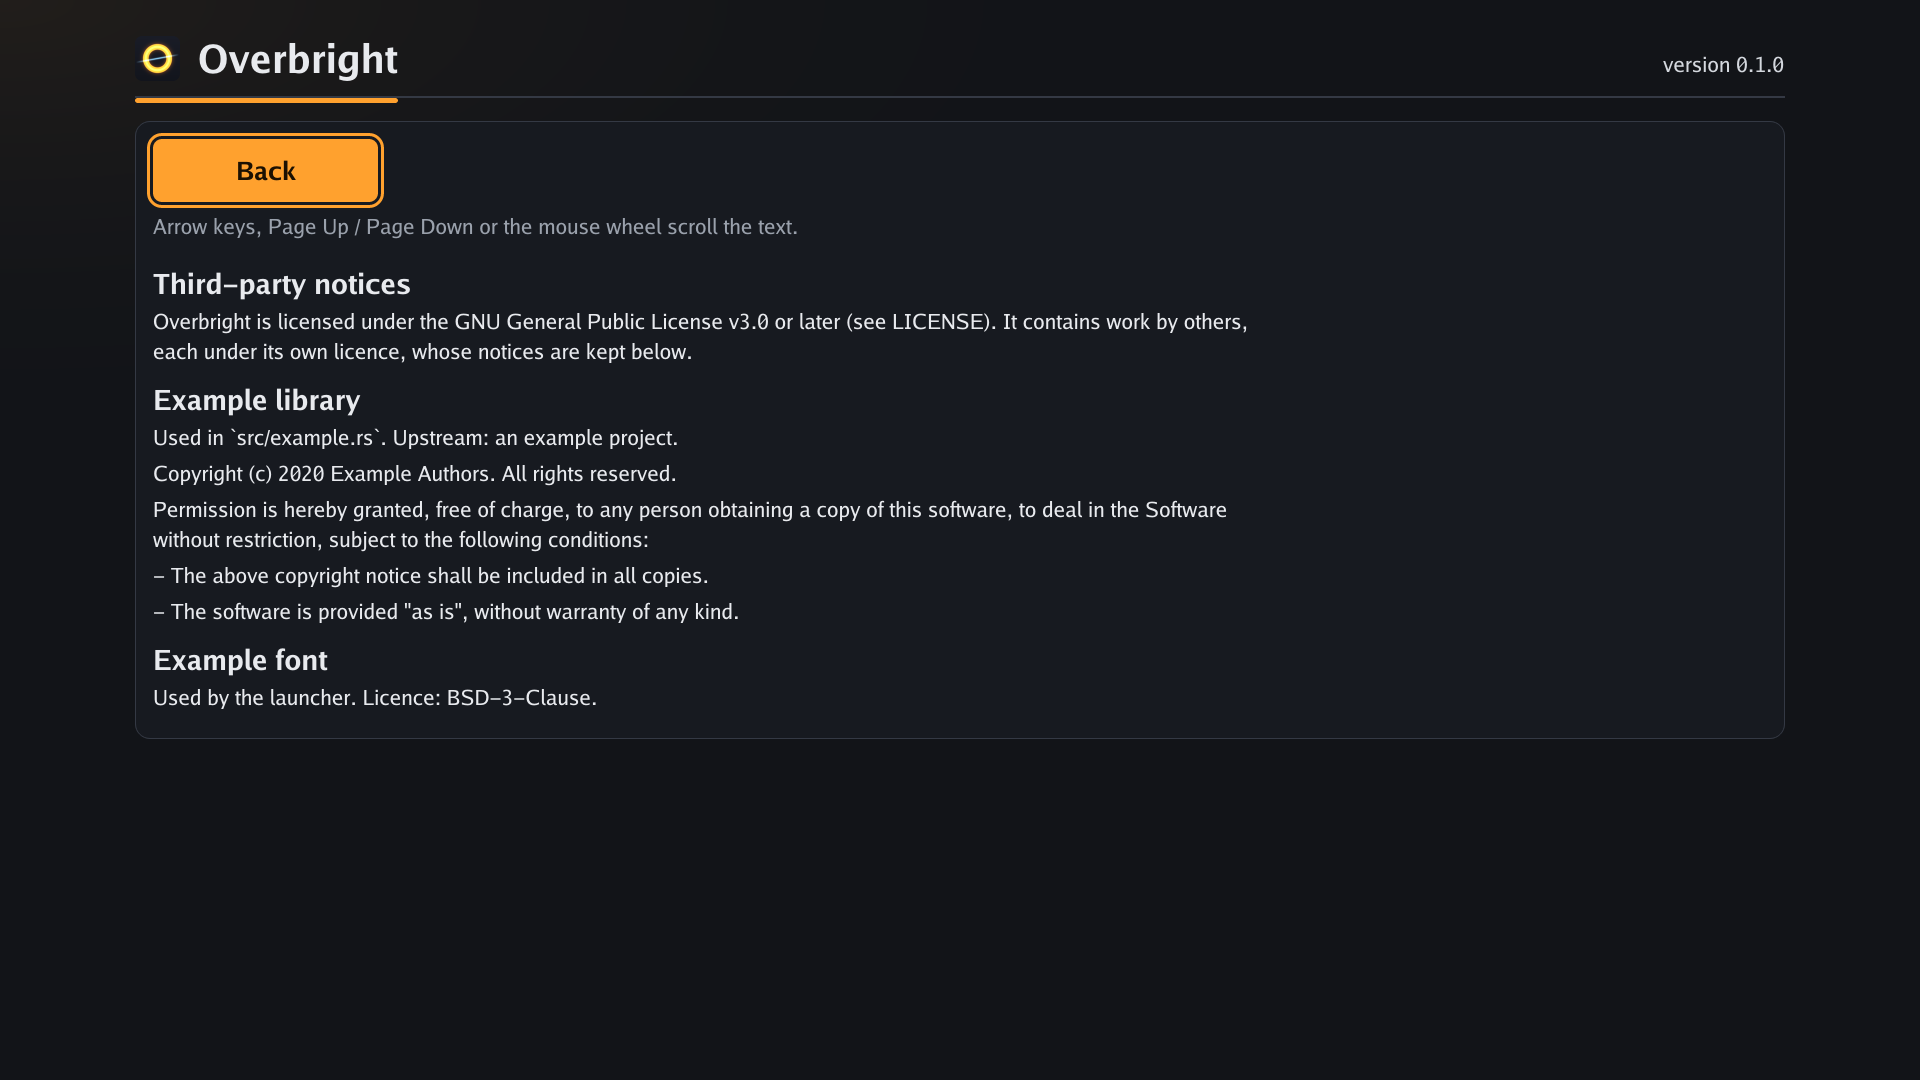 Overbright
version 0.1.0
Back
Arrow keys, Page Up / Page Down or the mouse wheel scroll the text.
Third-party notices
Overbright is licensed under the GNU General Public License v3.0 or later (see LICENSE). It contains work by others,
each under its own licence, whose notices are kept below.
Example library
Used in `src/example.rs`. Upstream: an example project.
Copyright (c) 2020 Example Authors. All rights reserved.
Permission is hereby granted, free of charge, to any person obtaining a copy of this software, to deal in the Software
without restriction, subject to the following conditions:
- The above copyright notice shall be included in all copies.
- The software is provided "as is", without warranty of any kind.
Example font
Used by the launcher. Licence: BSD-3-Clause.